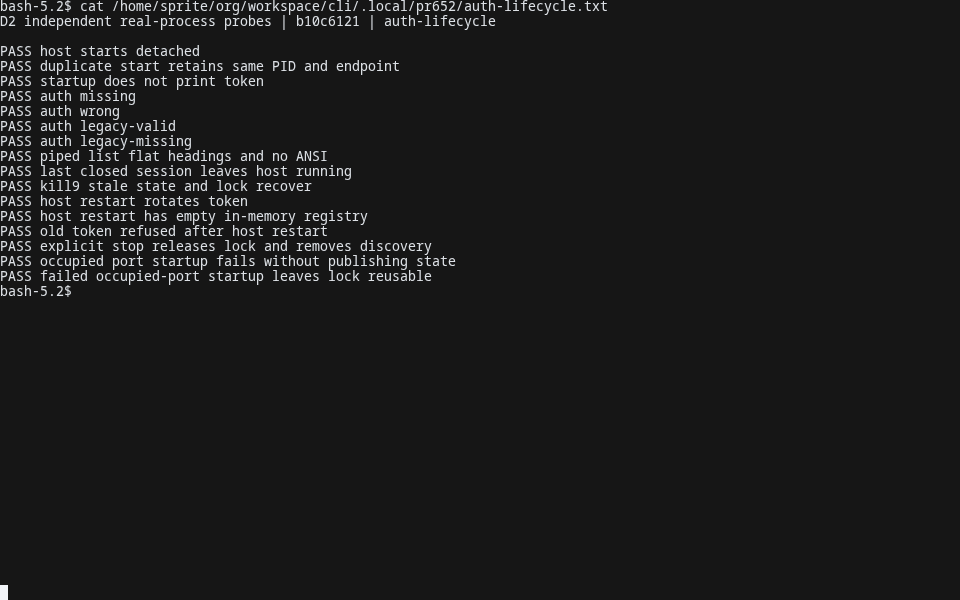 bash-5.2$ cat /home/sprite/org/workspace/cli/.local/pr652/auth-lifecycle.txt
D2 independent real-process probes | b10c6121 | auth-lifecycle
PASS host starts detached
PASS duplicate start retains same PID and endpoint
PASS startup does not print token
PASS auth missing
PASS auth wrong
PASS auth legacy-valid
PASS auth legacy-missing
PASS piped list flat headings and no ANSI
PASS last closed session leaves host running
PASS kill9 stale state and lock recover
PASS host restart rotates token
PASS host restart has empty in-memory registry
PASS old token refused after host restart
PASS explicit stop releases lock and removes discovery
PASS occupied port startup fails without publishing state
PASS failed occupied-port startup leaves lock reusable
bash-5.2$